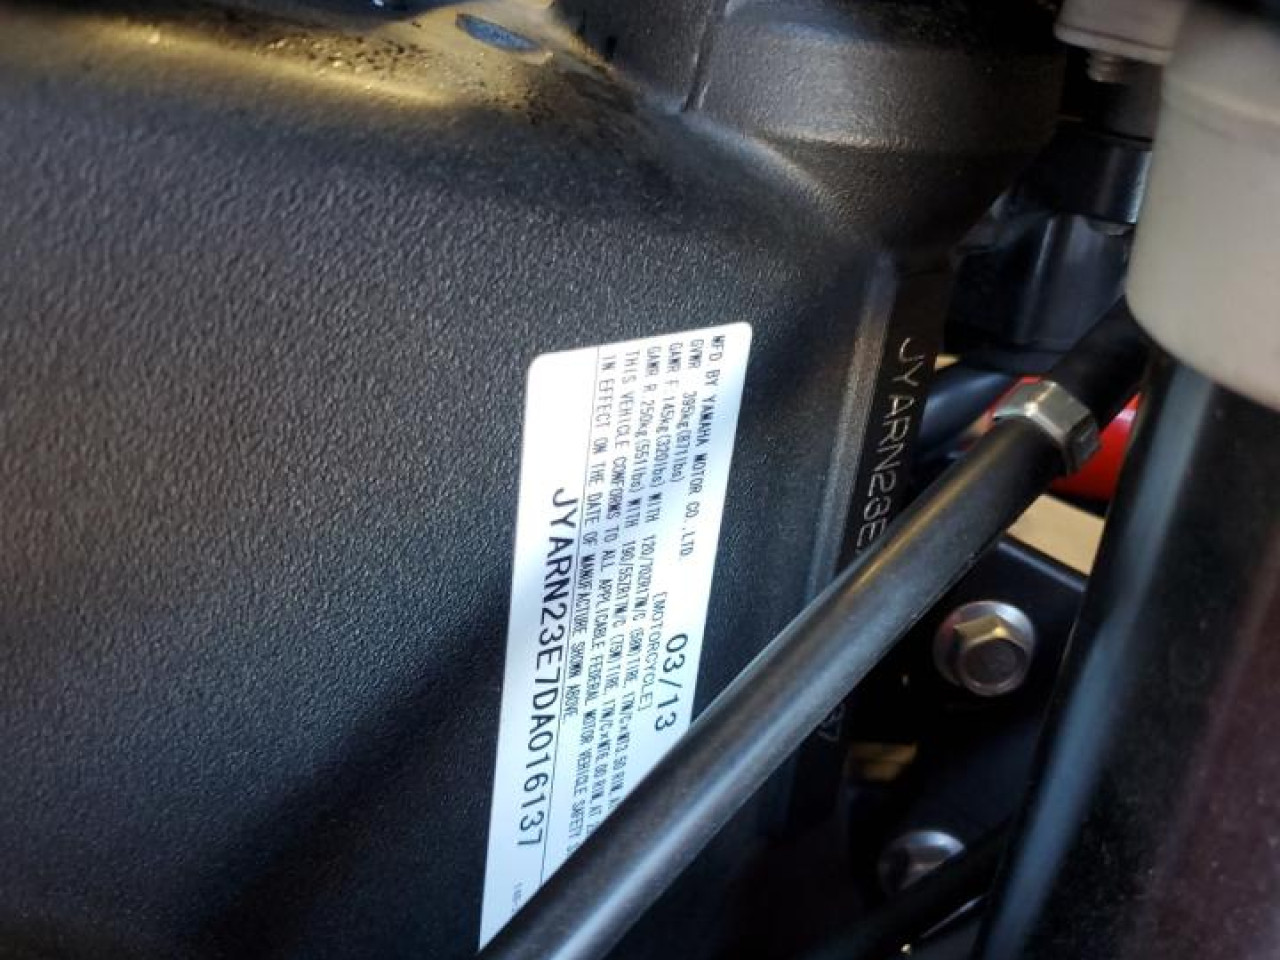 MFD BY YAMAHA MOTOR CO.,LTD. 03/13
GVWR 395kg(871lbs) [MOTORCYCLE]
GAWR F 145kg(320lbs) WITH 120/70ZR17M/C (58W)TIRE, 17M/C×MT3.50 RIM, AT
GAWR R 250kg(551lbs) WITH 190/55ZR17M/C (75W)TIRE, 17M/C×MT6.00 RIM, AT
THIS VEHICLE CONFORMS TO ALL APPLICABLE FEDERAL MOTOR VEHICLE SAFETY
IN EFFECT ON THE DATE OF MANUFACTURE SHOWN ABOVE.
JYARN23E7DA016137
JYARN23E
37